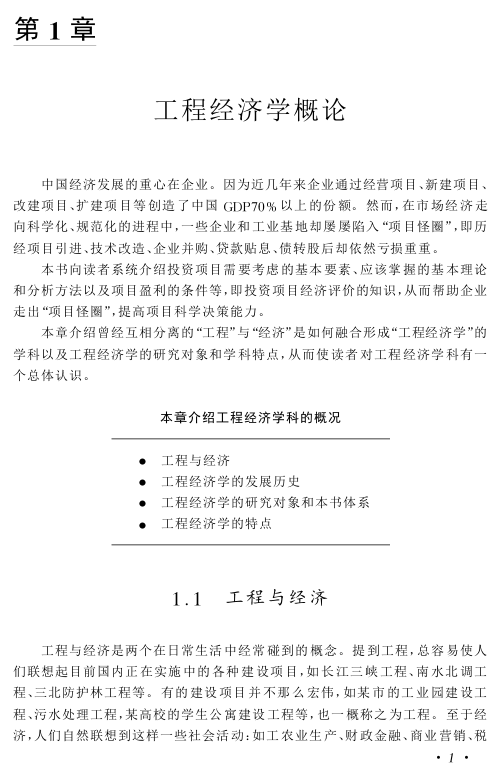 第 1 章
工程经济学概论
中国经济发展的重心在企业。因为近几年来企业通过经营项目、新建项目、
改建项目、扩建项目等创造了中国 GDP70%以上的份额。然而,在市场经济走
向科学化、规范化的进程中,一些企业和工业基地却屡屡陷入“项目怪圈”,即历
经项目引进、技术改造、企业并购、贷款贴息、债转股后却依然亏损重重。
本书向读者系统介绍投资项目需要考虑的基本要素、应该掌握的基本理论
和分析方法以及项目盈利的条件等,即投资项目经济评价的知识,从而帮助企业
走出“项目怪圈”,提高项目科学决策能力。
本章介绍曾经互相分离的“工程”与“经济”是如何融合形成“工程经济学”的
学科以及工程经济学的研究对象和学科特点,从而使读者对工程经济学科有一
个总体认识。
本章介绍工程经济学科的概况
● 工程与经济
● 工程经济学的发展历史
● 工程经济学的研究对象和本书体系
● 工程经济学的特点
1.1 工程与经济
工程与经济是两个在日常生活中经常碰到的概念。提到工程,总容易使人
们联想起目前国内正在实施中的各种建设项目,如长江三峡工程、南水北调工
程、三北防护林工程等。有的建设项目并不那么宏伟,如某市的工业园建设工
程、污水处理工程,某高校的学生公寓建设工程等,也一概称之为工程。至于经
济,人们自然联想到这样一些社会活动:如工农业生产、财政金融、商业营销、税
· 1 ·